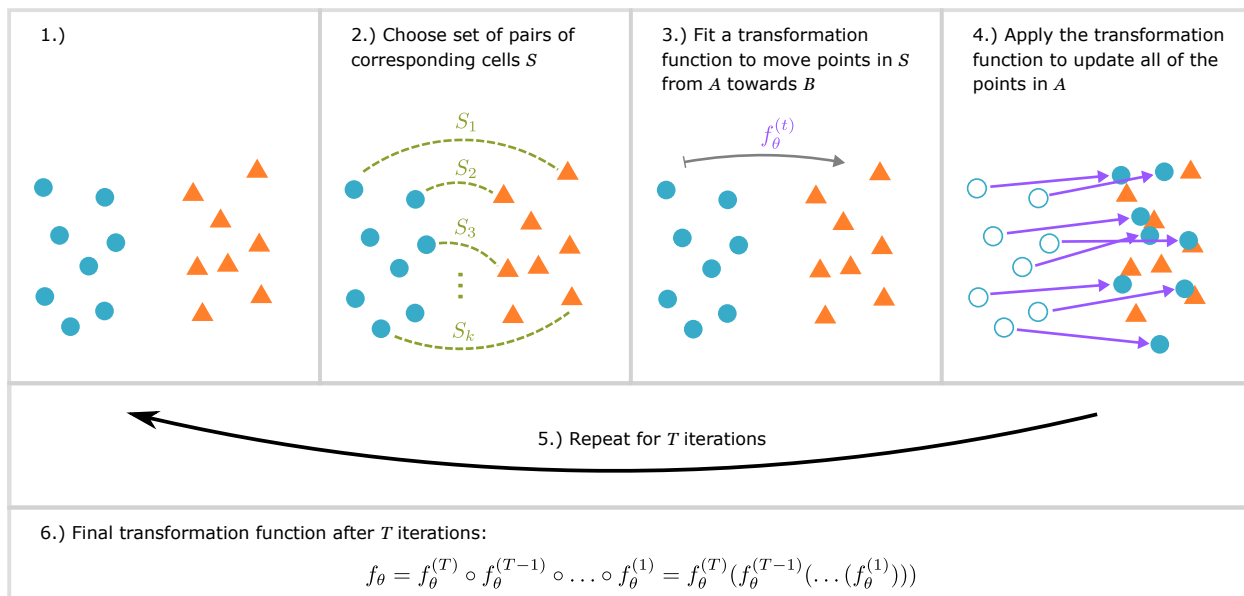 1.)
2.) Choose set of pairs of
corresponding cells S
3.) Fit a transformation
function to move points in S
from A towards B
4.) Apply the transformation
function to update all of the
points in A
S₁
S₂
S₃
⋮
Sₖ
f_θ^{(t)}
5.) Repeat for T iterations
6.) Final transformation function after T iterations:
f_θ = f_θ^{(T)} ∘ f_θ^{(T−1)} ∘ … ∘ f_θ^{(1)} = f_θ^{(T)}(f_θ^{(T−1)}(…(f_θ^{(1)})))